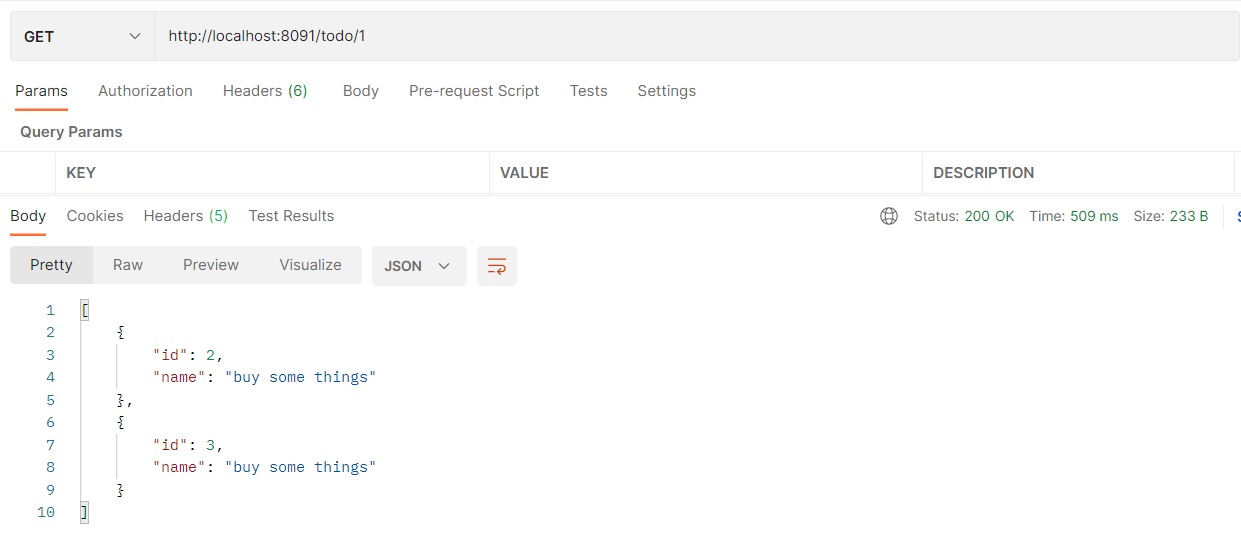 GET http://localhost:8091/todo/1
Params Authorization Headers (6) Body Pre-request Script Tests Settings
Query Params
KEY VALUE DESCRIPTION
Body Cookies Headers (5) Test Results Status: 200 OK Time: 509 ms Size: 233 B
Pretty Raw Preview Visualize JSON
1 [
2 {
3 "id": 2,
4 "name": "buy some things"
5 },
6 {
7 "id": 3,
8 "name": "buy some things"
9 }
10 ]